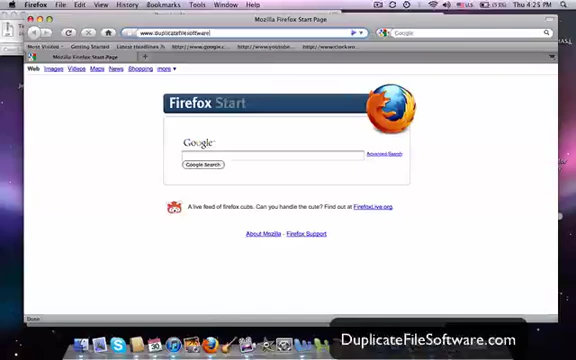 Firefox File Edit View History Bookmarks Tools Window Help
Thu 4:25 PM
Mozilla Firefox Start Page
www.duplicatefilesoftware
Google
Most Visited Getting Started Latest Headlines
Mozilla Firefox Start Page
Web Images Videos Maps News Shopping more
Firefox Start
Google
Advanced Search
Google Search
A live feed of firefox cubs. Can you handle the cute? Find out at FirefoxLive.org.
About Mozilla - Firefox Support
Done
30
DuplicateFileSoftware.com